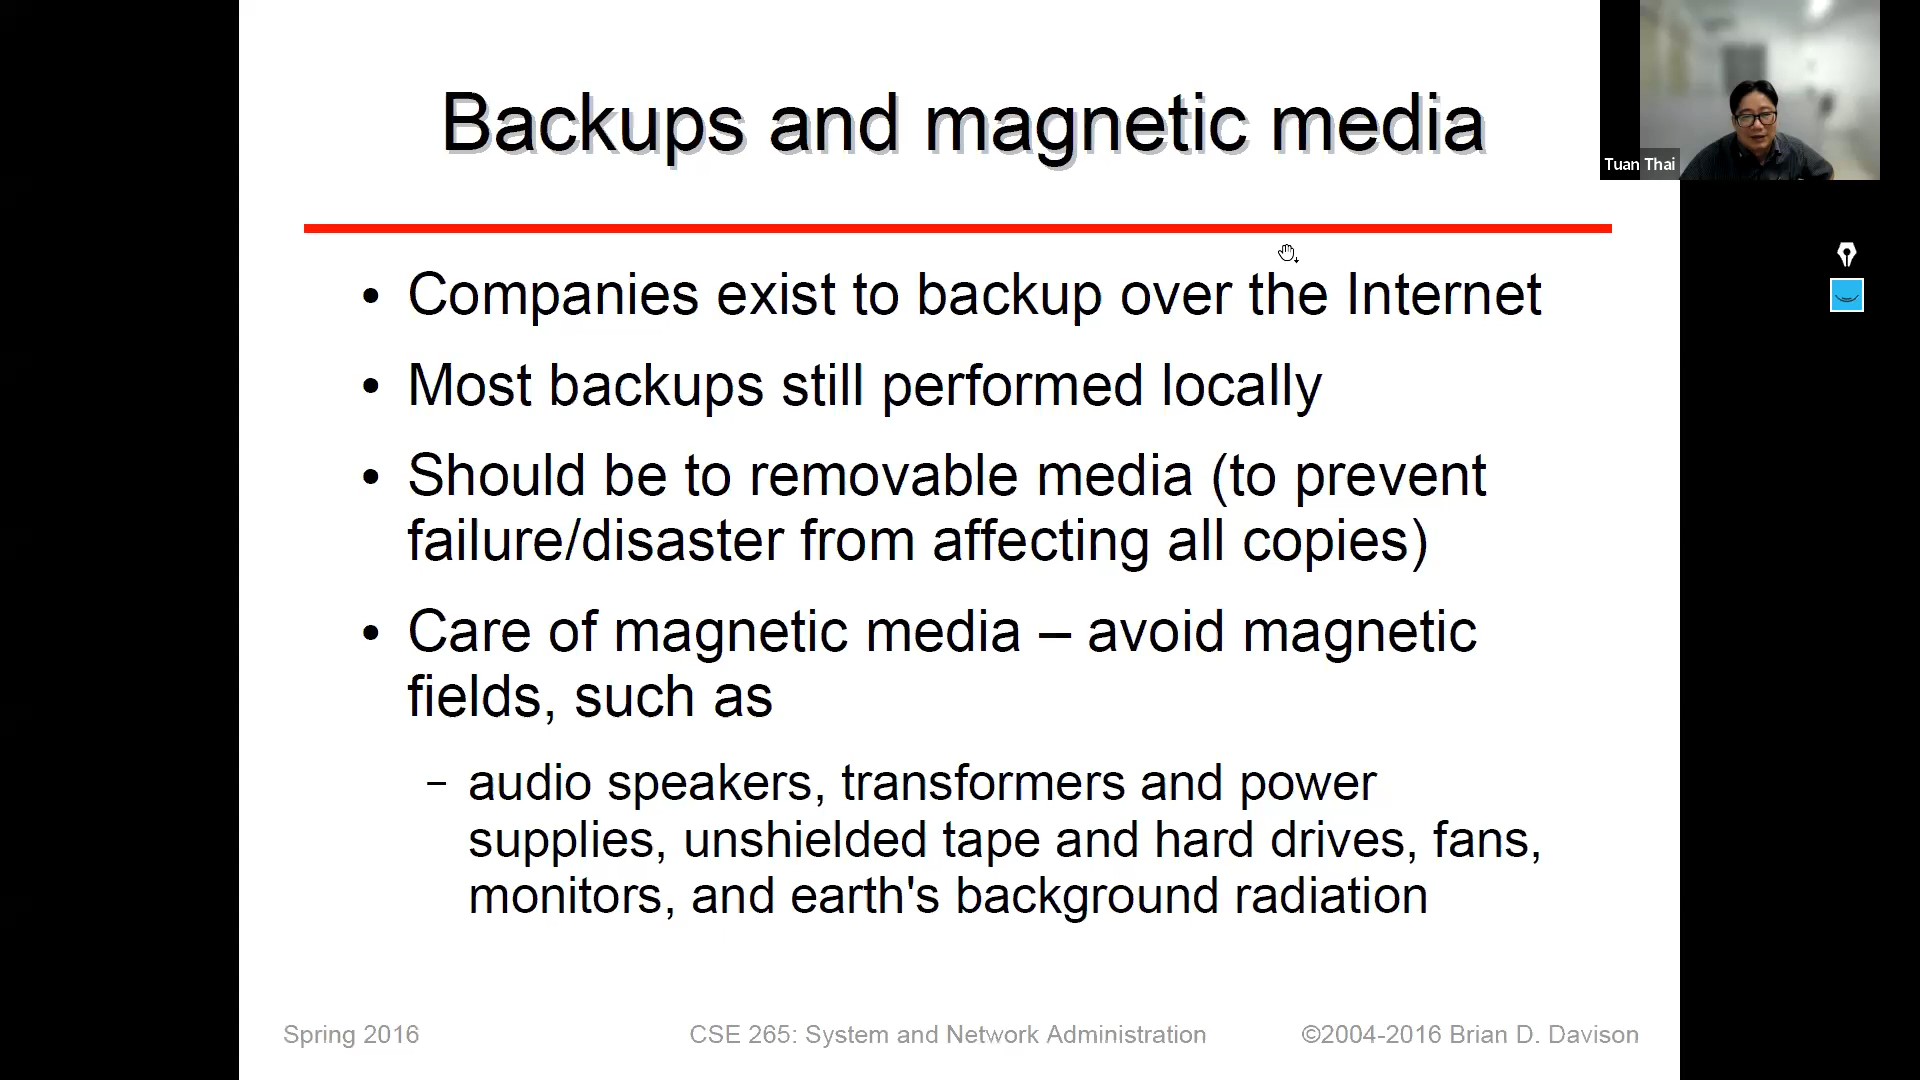 Backups and magnetic media
Tuan Thai
• Companies exist to backup over the Internet
• Most backups still performed locally
• Should be to removable media (to prevent
failure/disaster from affecting all copies)
• Care of magnetic media – avoid magnetic
fields, such as
– audio speakers, transformers and power
supplies, unshielded tape and hard drives, fans,
monitors, and earth's background radiation
Spring 2016
CSE 265: System and Network Administration
©2004-2016 Brian D. Davison